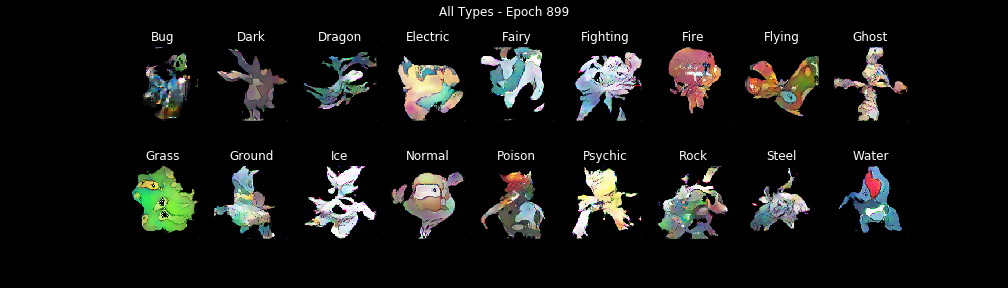 All Types - Epoch 899
Bug Dark Dragon Electric Fairy Fighting Fire Flying Ghost
Grass Ground Ice Normal Poison Psychic Rock Steel Water